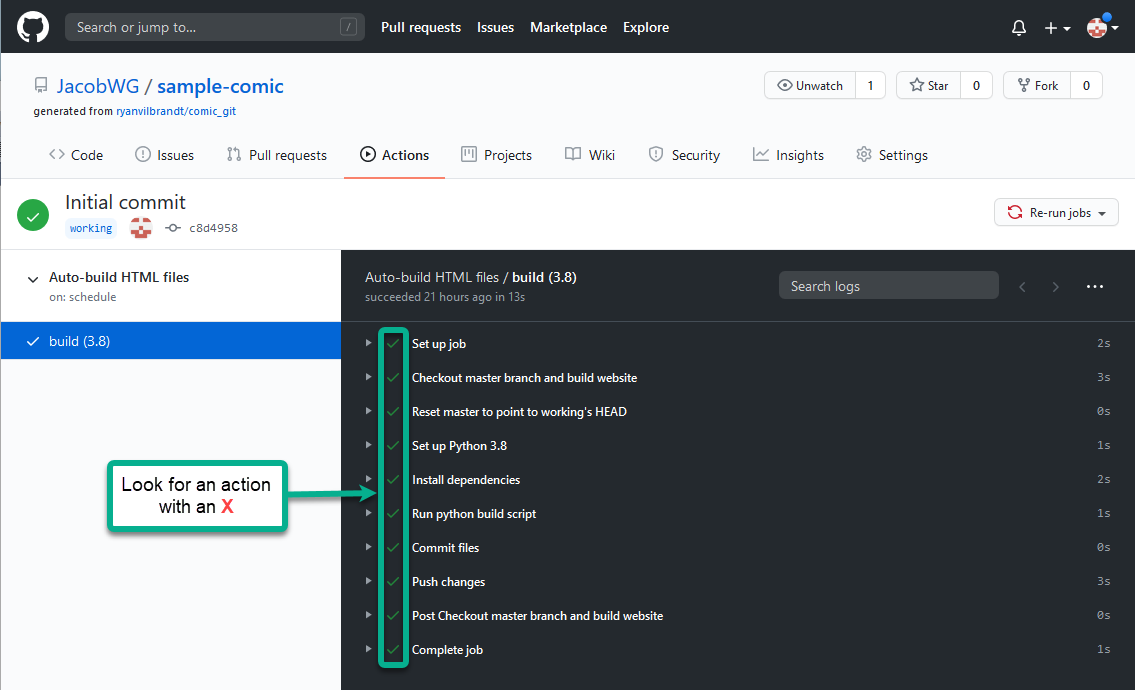 Search or jump to... /
Pull requests Issues Marketplace Explore
JacobWG / sample-comic
generated from ryanvilbrandt/comic_git
Unwatch 1 Star 0 Fork 0
Code Issues Pull requests Actions Projects Wiki Security Insights Settings
Initial commit
working c8d4958
Re-run jobs
Auto-build HTML files
on: schedule
build (3.8)
Auto-build HTML files / build (3.8)
succeeded 21 hours ago in 13s
Search logs
Set up job 2s
Checkout master branch and build website 3s
Reset master to point to working's HEAD 0s
Set up Python 3.8 1s
Install dependencies 2s
Run python build script 1s
Commit files 0s
Push changes 3s
Post Checkout master branch and build website 0s
Complete job 1s
Look for an action
with an X